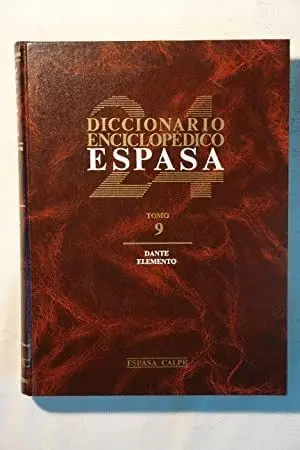 24
DICCIONARIO
ENCICLOPÉDICO
ESPASA
TOMO
9
DANTE
ELEMENTO
ESPASA CALPE